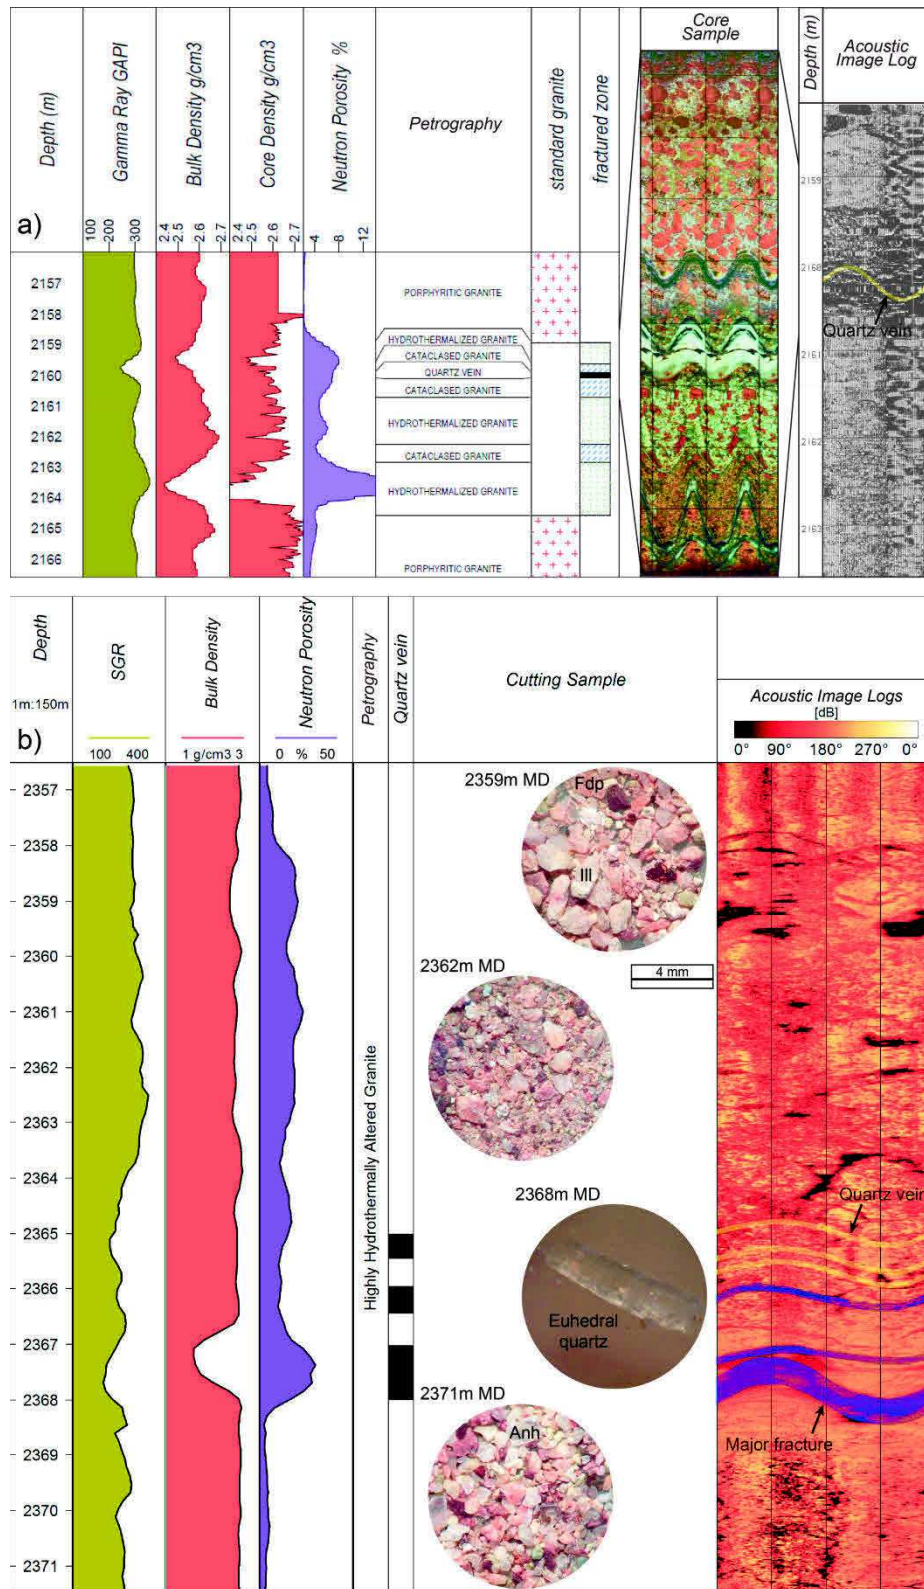 a)
Depth (m)
Gamma Ray GAPI
Bulk Density g/cm3
Core Density g/cm3
Neutron Porosity %
Petrography
standard granite
fractured zone
Core
Sample
Depth (m)
Acoustic
Image Log
100
200
300
2.4
2.5
2.6
2.7
2.4
2.5
2.6
2.7
4
8
12
2157
2158
2159
2160
2161
2162
2163
2164
2165
2166
PORPHYRITIC GRANITE
HYDROTHERMALIZED GRANITE
CATACLASED GRANITE
QUARTZ VEIN
CATACLASED GRANITE
HYDROTHERMALIZED GRANITE
CATACLASED GRANITE
HYDROTHERMALIZED GRANITE
PORPHYRITIC GRANITE
2159
2161
2162
Quartz vein
b)
Depth
1m:150m
SGR
100 400
Bulk Density
1 g/cm3 3
Neutron Porosity
0 % 50
Petrography
Quartz vein
Cutting Sample
Acoustic Image Logs
[dB]
0° 90° 180° 270° 0°
2357
2358
2359
2360
2361
2362
2363
2364
2365
2366
2367
2368
2369
2370
2371
Highly Hydrothermally Altered Granite
2359m MD
Fdp
Ill
4 mm
2362m MD
2368m MD
Euhedral
quartz
2371m MD
Anh
Quartz vein
Major fracture